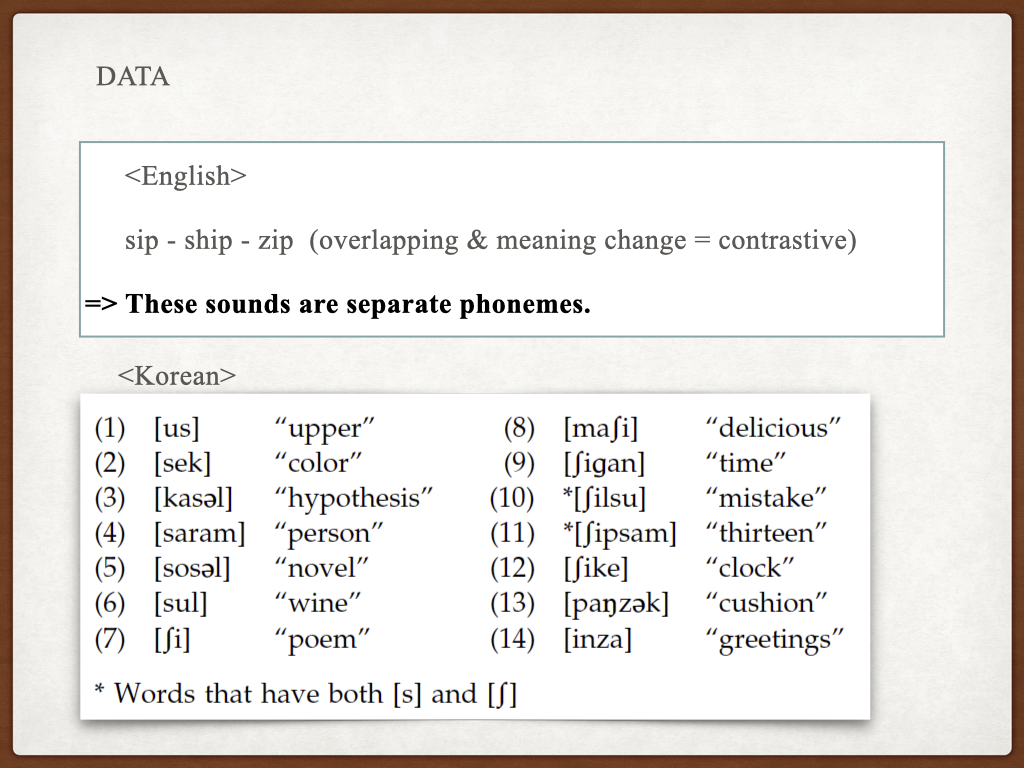 DATA
<English>
sip - ship - zip (overlapping & meaning change = contrastive)
=> These sounds are separate phonemes.
<Korean>
(1) [us] “upper” (8) [maʃi] “delicious”
(2) [sek] “color” (9) [ʃigan] “time”
(3) [kasəl] “hypothesis” (10) *[ʃilsu] “mistake”
(4) [saram] “person” (11) *[ʃipsam] “thirteen”
(5) [sosəl] “novel” (12) [ʃike] “clock”
(6) [sul] “wine” (13) [paŋzək] “cushion”
(7) [ʃi] “poem” (14) [inza] “greetings”
* Words that have both [s] and [ʃ]